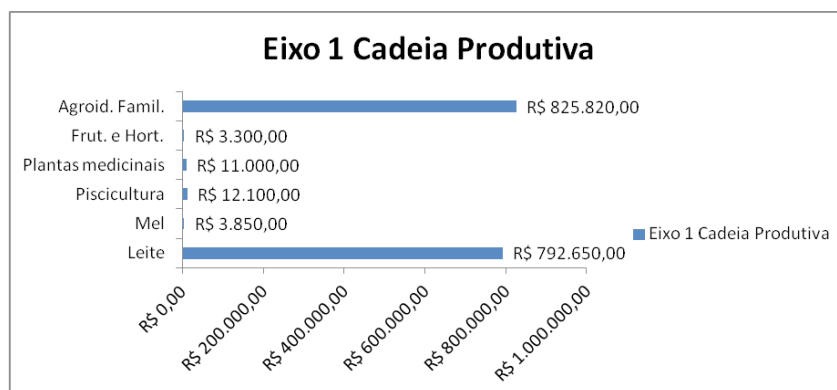 Eixo 1 Cadeia Produtiva
Agroid. Famil. R$ 825.820,00
Frut. e Hort. R$ 3.300,00
Plantas medicinais R$ 11.000,00
Piscicultura R$ 12.100,00
Mel R$ 3.850,00
Eixo 1 Cadeia Produtiva
Leite R$ 792.650,00
R$ 0,00 R$ 200.000,00 R$ 400.000,00 R$ 600.000,00 R$ 800.000,00 R$ 1.000.000,00